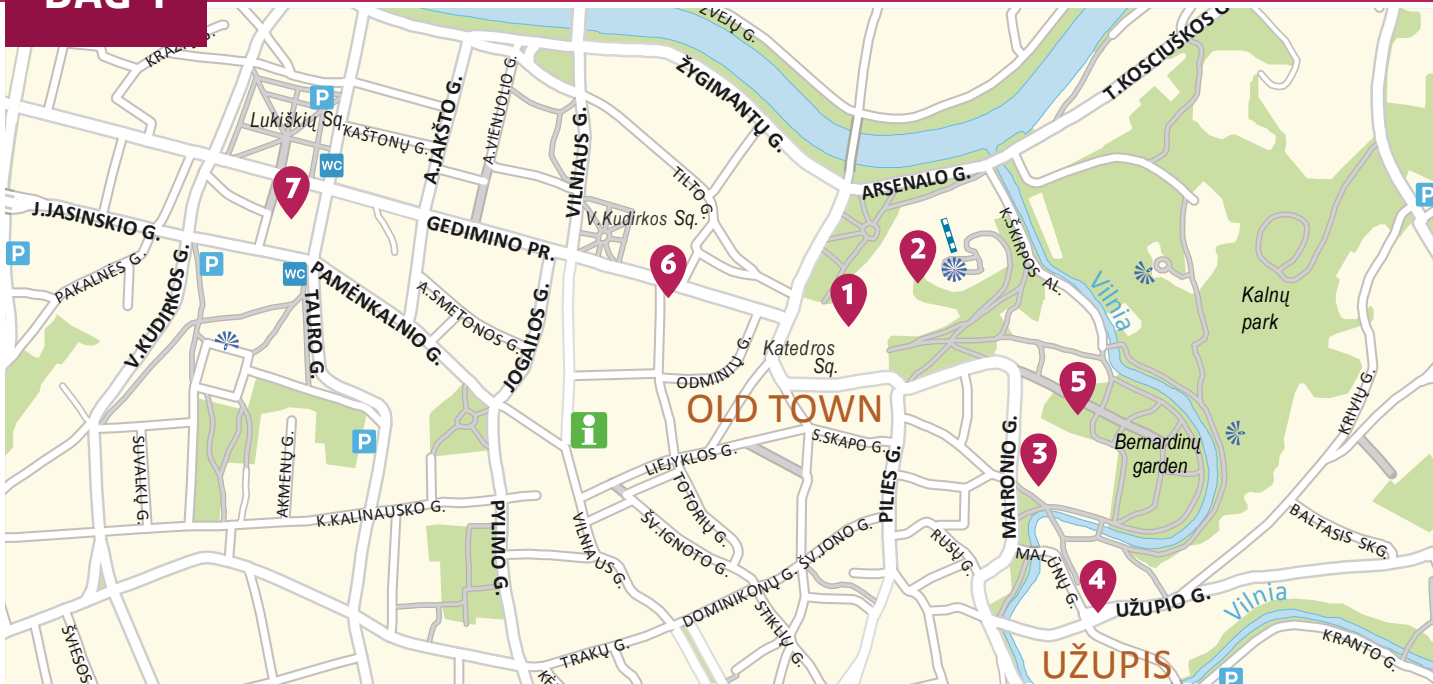 DAG 1
ŽVEJŲ G.
T.KOSCIUŠKOS G.
ŽYGIMANTŲ G.
A.JAKŠTO G.
A.VIENUOLIO G.
VILNIAUS G.
P
Lukiškių Sq.
KAŠTONŲ G.
WC
7
TILTO G.
ARSENALO G.
P
J.JASINSKIO G.
GEDIMINO PR.
V.Kudirkos Sq.
K.ŠKIRPOS AL.
2
6
1
Vilnia
Kalnų
park
P
P
WC
PAKALNĖS G.
V.KUDIRKOS G.
TAURO G.
PAMĖNKALNIO G.
A.SMETONOS G.
JOGAILOS G.
ODMINIŲ G.
Katedros
Sq.
5
OLD TOWN
KRIVIŲ G.
i
P
S.SKAPO G.
LIEJYKLOS G.
PILIES G.
MAIRONIO G.
3
Bernardinų
garden
SUVALKŲ G.
AKMENŲ G.
K.KALINAUSKO G.
PYLIMO G.
VILNIAUS G.
TOTORIŲ G.
ŠV.IGNOTO G.
ŠV.JONO G.
RUSŲ G.
BALTASIS SKG.
MALŪNŲ G.
4
UŽUPIO G.
Vilnia
DOMINIKONŲ G.
STIKLIŲ G.
TRAKŲ G.
ŠVIESOS
KRANTO G.
UŽUPIS
P